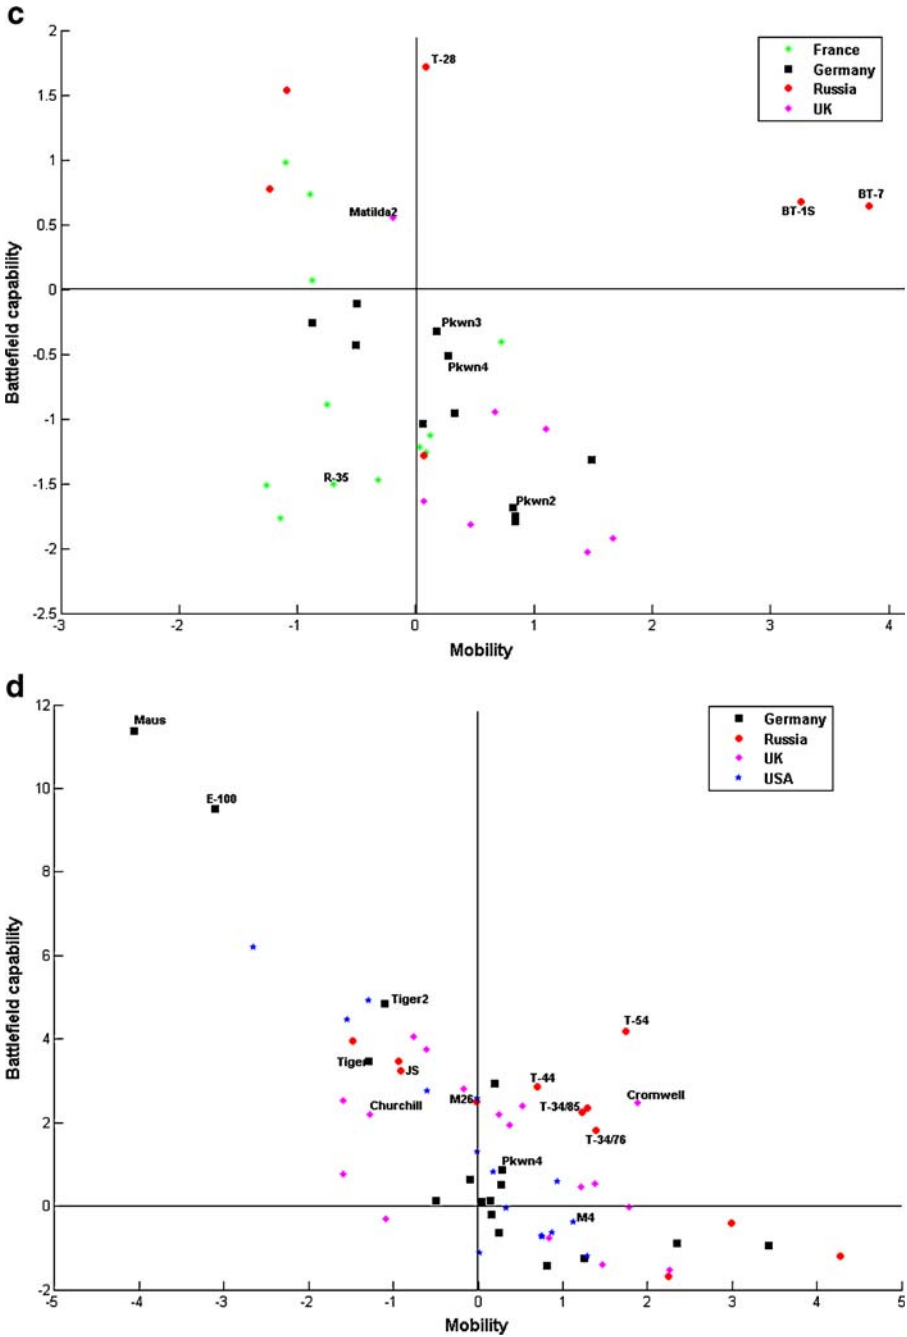 c
2
1.5
1
0.5
0
-0.5
-1
-1.5
-2
-2.5
Battlefield capability
-3
-2
-1
0
1
2
3
4
Mobility
France
Germany
Russia
UK
T-28
BT-7
BT-1S
Matilda2
Pkwn3
Pkwn4
R-35
Pkwn2
d
12
10
8
6
4
2
0
-2
Battlefield capability
-5
-4
-3
-2
-1
0
1
2
3
4
5
Mobility
Germany
Russia
UK
USA
Maus
E-100
Tiger2
T-54
Tiger
JS
T-44
M26
Cromwell
Churchill
T-34/85
T-34/76
Pkwn4
M4